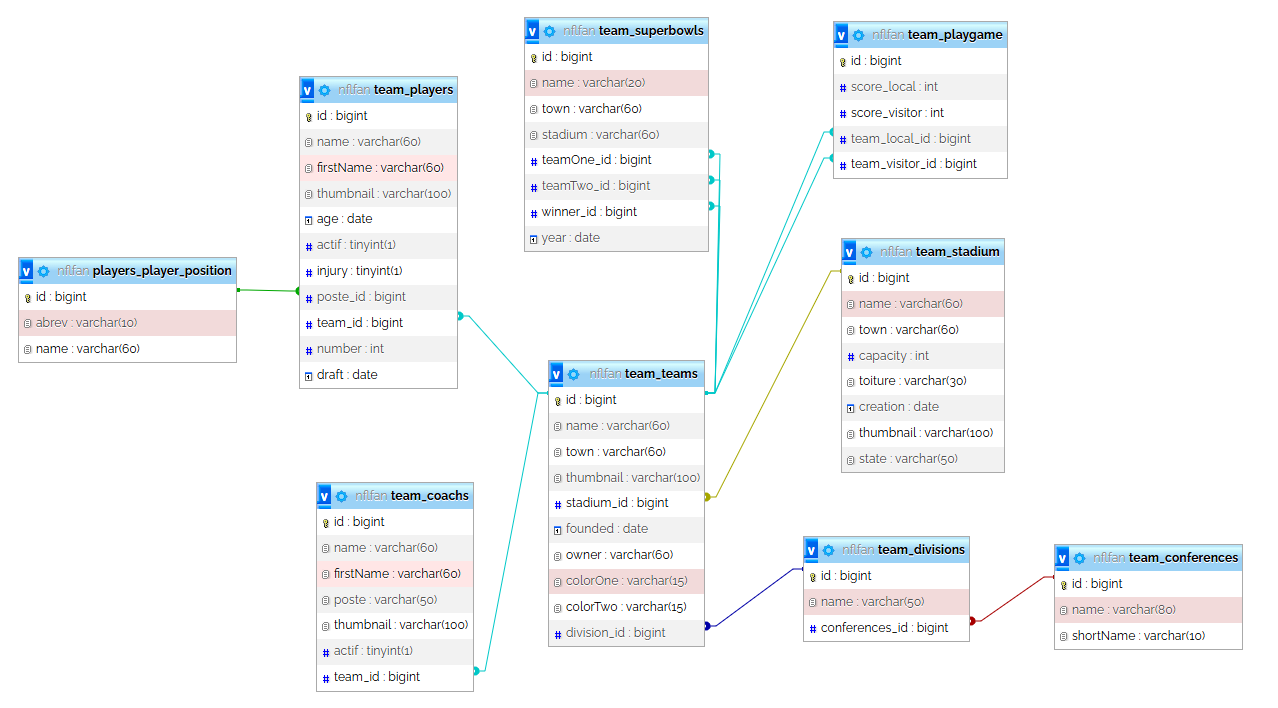 v nflfan team_superbowls
id : bigint
name : varchar(20)
town : varchar(60)
stadium : varchar(60)
# teamOne_id : bigint
# teamTwo_id : bigint
# winner_id : bigint
year : date
v nflfan team_playgame
id : bigint
# score_local : int
# score_visitor : int
# team_local_id : bigint
# team_visitor_id : bigint
v nflfan team_players
id : bigint
name : varchar(60)
firstName : varchar(60)
thumbnail : varchar(100)
age : date
# actif : tinyint(1)
# injury : tinyint(1)
# poste_id : bigint
# team_id : bigint
# number : int
draft : date
v nflfan players_player_position
id : bigint
abrev : varchar(10)
name : varchar(60)
v nflfan team_stadium
id : bigint
name : varchar(60)
town : varchar(60)
# capacity : int
toiture : varchar(30)
creation : date
thumbnail : varchar(100)
state : varchar(50)
v nflfan team_teams
id : bigint
name : varchar(60)
town : varchar(60)
thumbnail : varchar(100)
# stadium_id : bigint
founded : date
owner : varchar(60)
colorOne : varchar(15)
colorTwo : varchar(15)
# division_id : bigint
v nflfan team_coachs
id : bigint
name : varchar(60)
firstName : varchar(60)
poste : varchar(50)
thumbnail : varchar(100)
# actif : tinyint(1)
# team_id : bigint
v nflfan team_divisions
id : bigint
name : varchar(50)
# conferences_id : bigint
v nflfan team_conferences
id : bigint
name : varchar(80)
shortName : varchar(10)